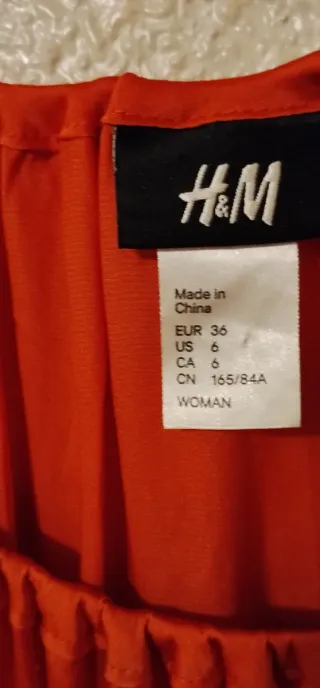 H&M
Made in
China
EUR 36
US 6
CA 6
CN 165/84A
WOMAN